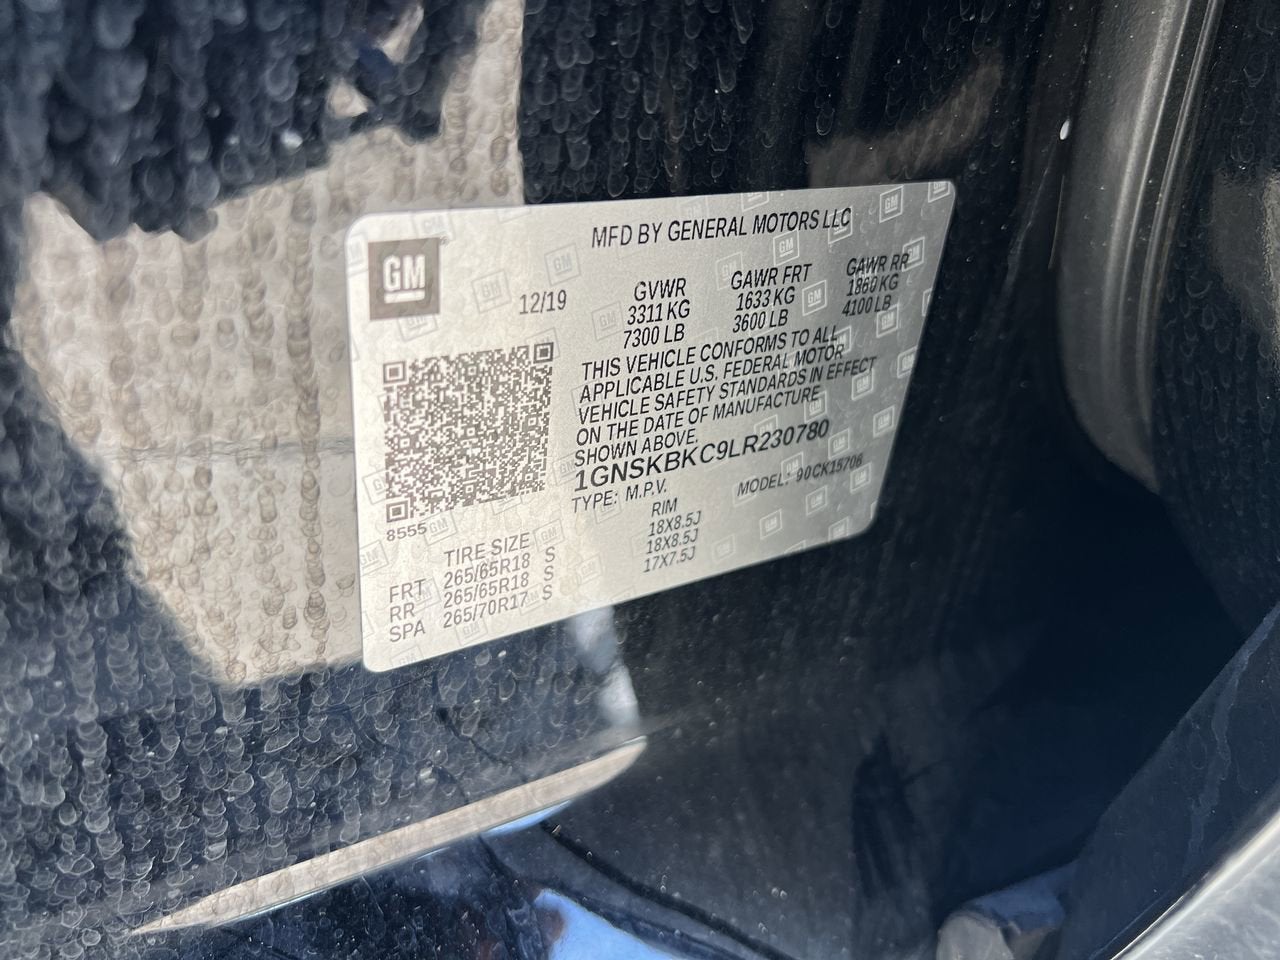 MFD BY GENERAL MOTORS LLC
GM
12/19
GVWR GAWR FRT GAWR RR
3311 KG 1633 KG 1860 KG
7300 LB 3600 LB 4100 LB
THIS VEHICLE CONFORMS TO ALL
APPLICABLE U.S. FEDERAL MOTOR
VEHICLE SAFETY STANDARDS IN EFFECT
ON THE DATE OF MANUFACTURE
SHOWN ABOVE.
1GNSKBKC9LR230780
TYPE: M.P.V. MODEL: 90CK15706
8555
TIRE SIZE RIM
FRT 265/65R18 S 18X8.5J
RR 265/65R18 S 18X8.5J
SPA 265/70R17 S 17X7.5J